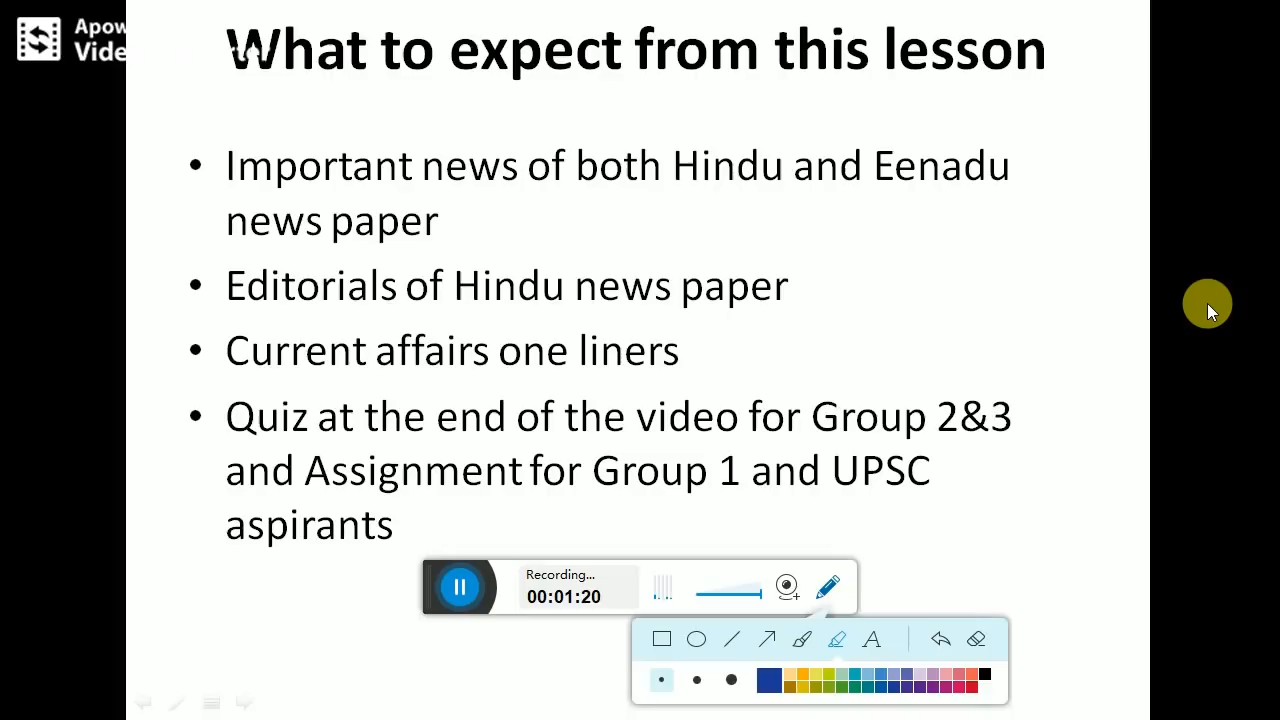 Apow
Vide
What to expect from this lesson
• Important news of both Hindu and Eenadu
news paper
• Editorials of Hindu news paper
• Current affairs one liners
• Quiz at the end of the video for Group 2&3
and Assignment for Group 1 and UPSC
aspirants
Recording...
00:01:20
A